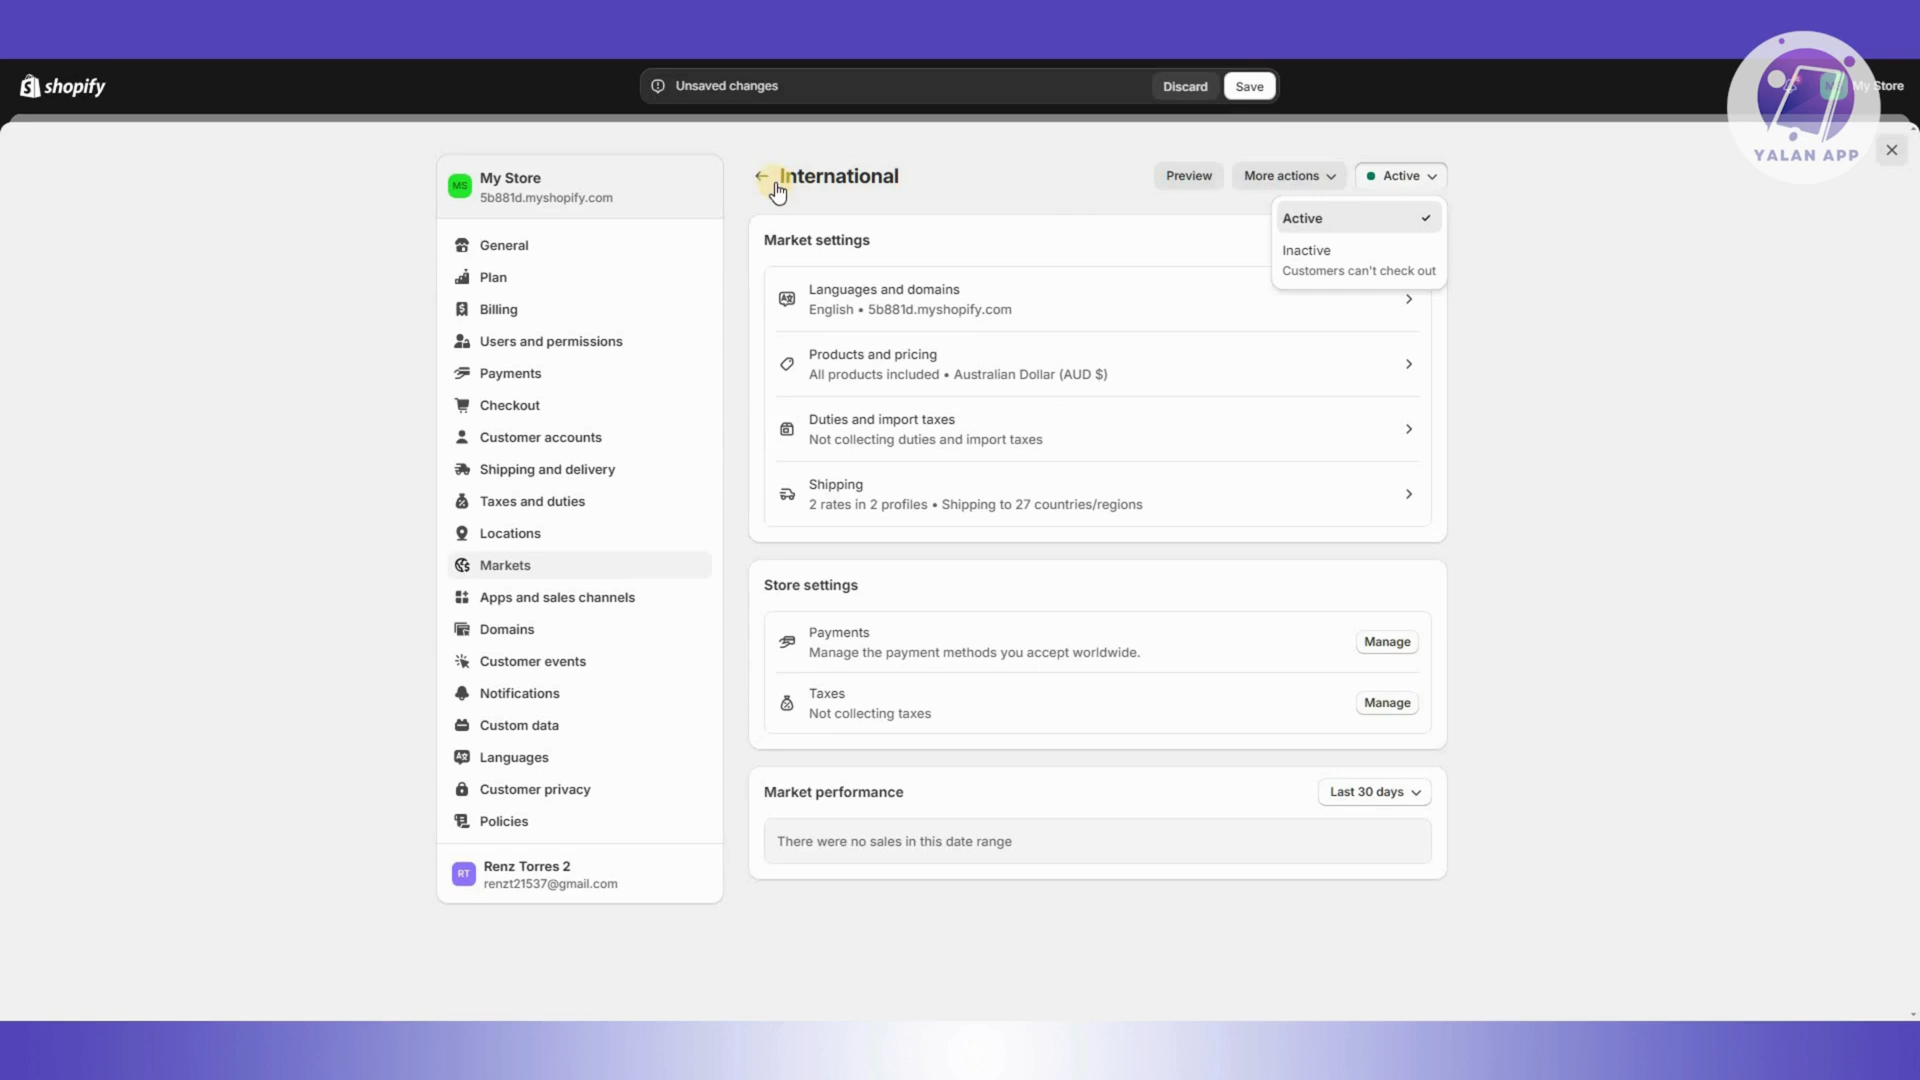 shopify
Unsaved changes
Discard
Save
My Store
YALAN APP
MS
My Store
5b881d.myshopify.com
General
Plan
Billing
Users and permissions
Payments
Checkout
Customer accounts
Shipping and delivery
Taxes and duties
Locations
Markets
Apps and sales channels
Domains
Customer events
Notifications
Custom data
Languages
Customer privacy
Policies
RT
Renz Torres 2
renzt21537@gmail.com
International
Preview
More actions
Active
Active
Inactive
Customers can't check out
Market settings
Languages and domains
English • 5b881d.myshopify.com
Products and pricing
All products included • Australian Dollar (AUD $)
Duties and import taxes
Not collecting duties and import taxes
Shipping
2 rates in 2 profiles • Shipping to 27 countries/regions
Store settings
Payments
Manage the payment methods you accept worldwide.
Manage
Taxes
Not collecting taxes
Manage
Market performance
Last 30 days
There were no sales in this date range